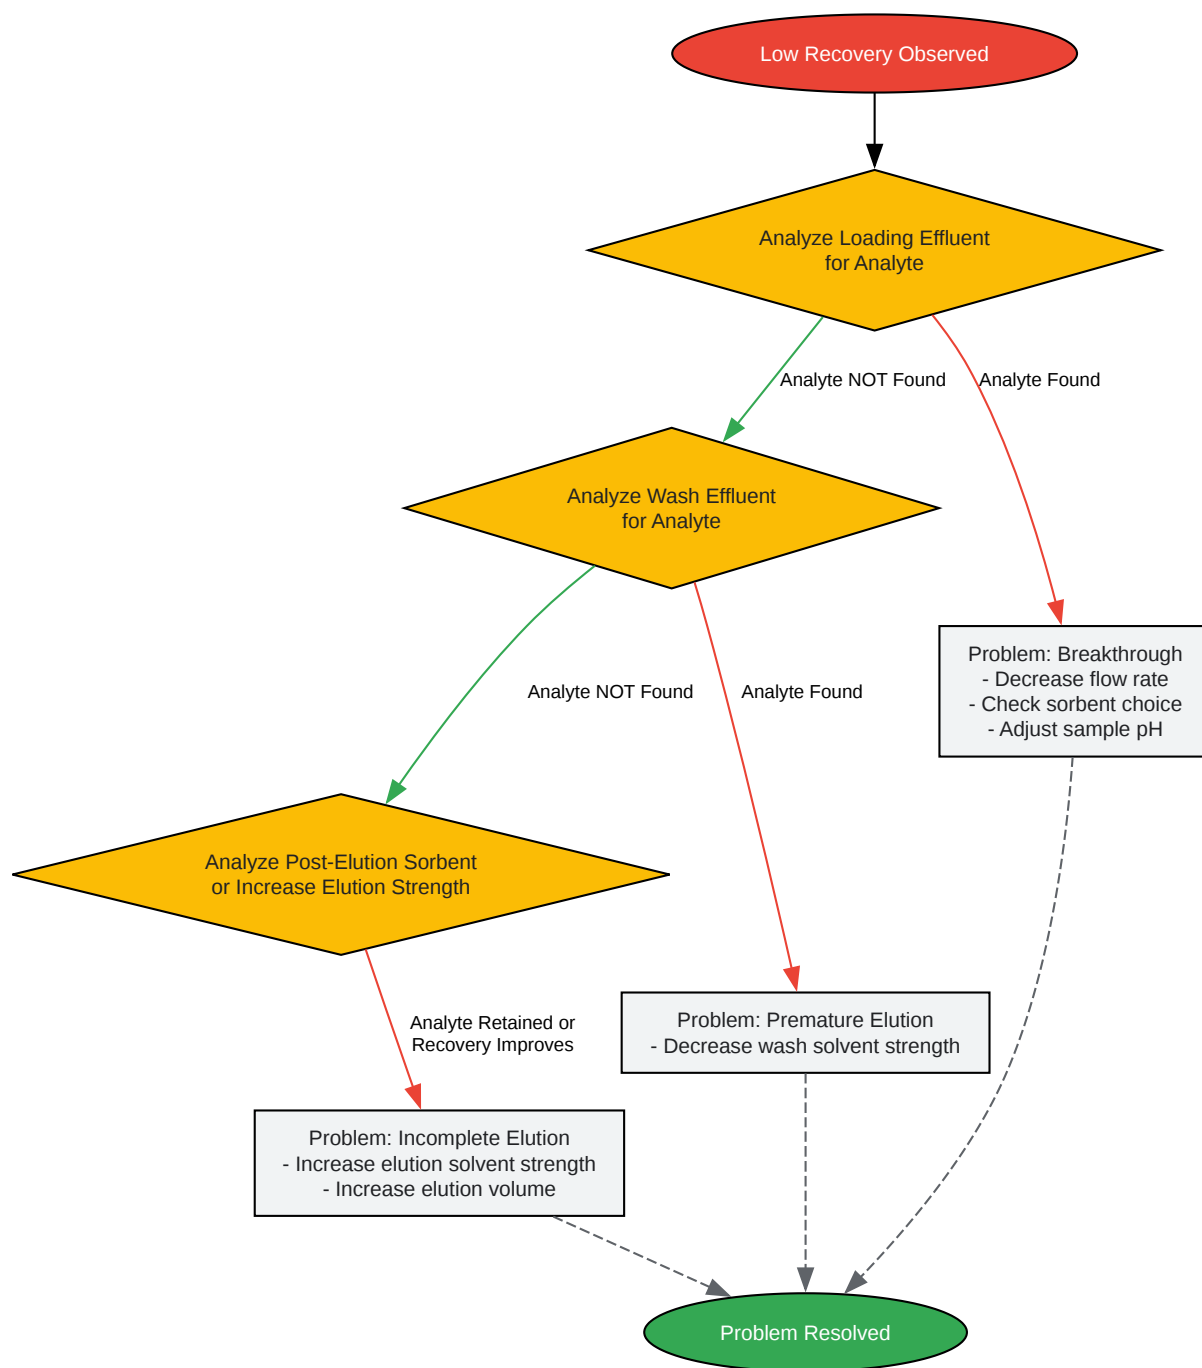 Low Recovery Observed
Analyze Loading Effluent
for Analyte
Analyte NOT Found
Analyte Found
Analyze Wash Effluent
for Analyte
Analyte NOT Found
Analyte Found
Problem: Breakthrough
- Decrease flow rate
- Check sorbent choice
- Adjust sample pH
Analyze Post-Elution Sorbent
or Increase Elution Strength
Analyte Retained or
Recovery Improves
Problem: Premature Elution
- Decrease wash solvent strength
Problem: Incomplete Elution
- Increase elution solvent strength
- Increase elution volume
Problem Resolved